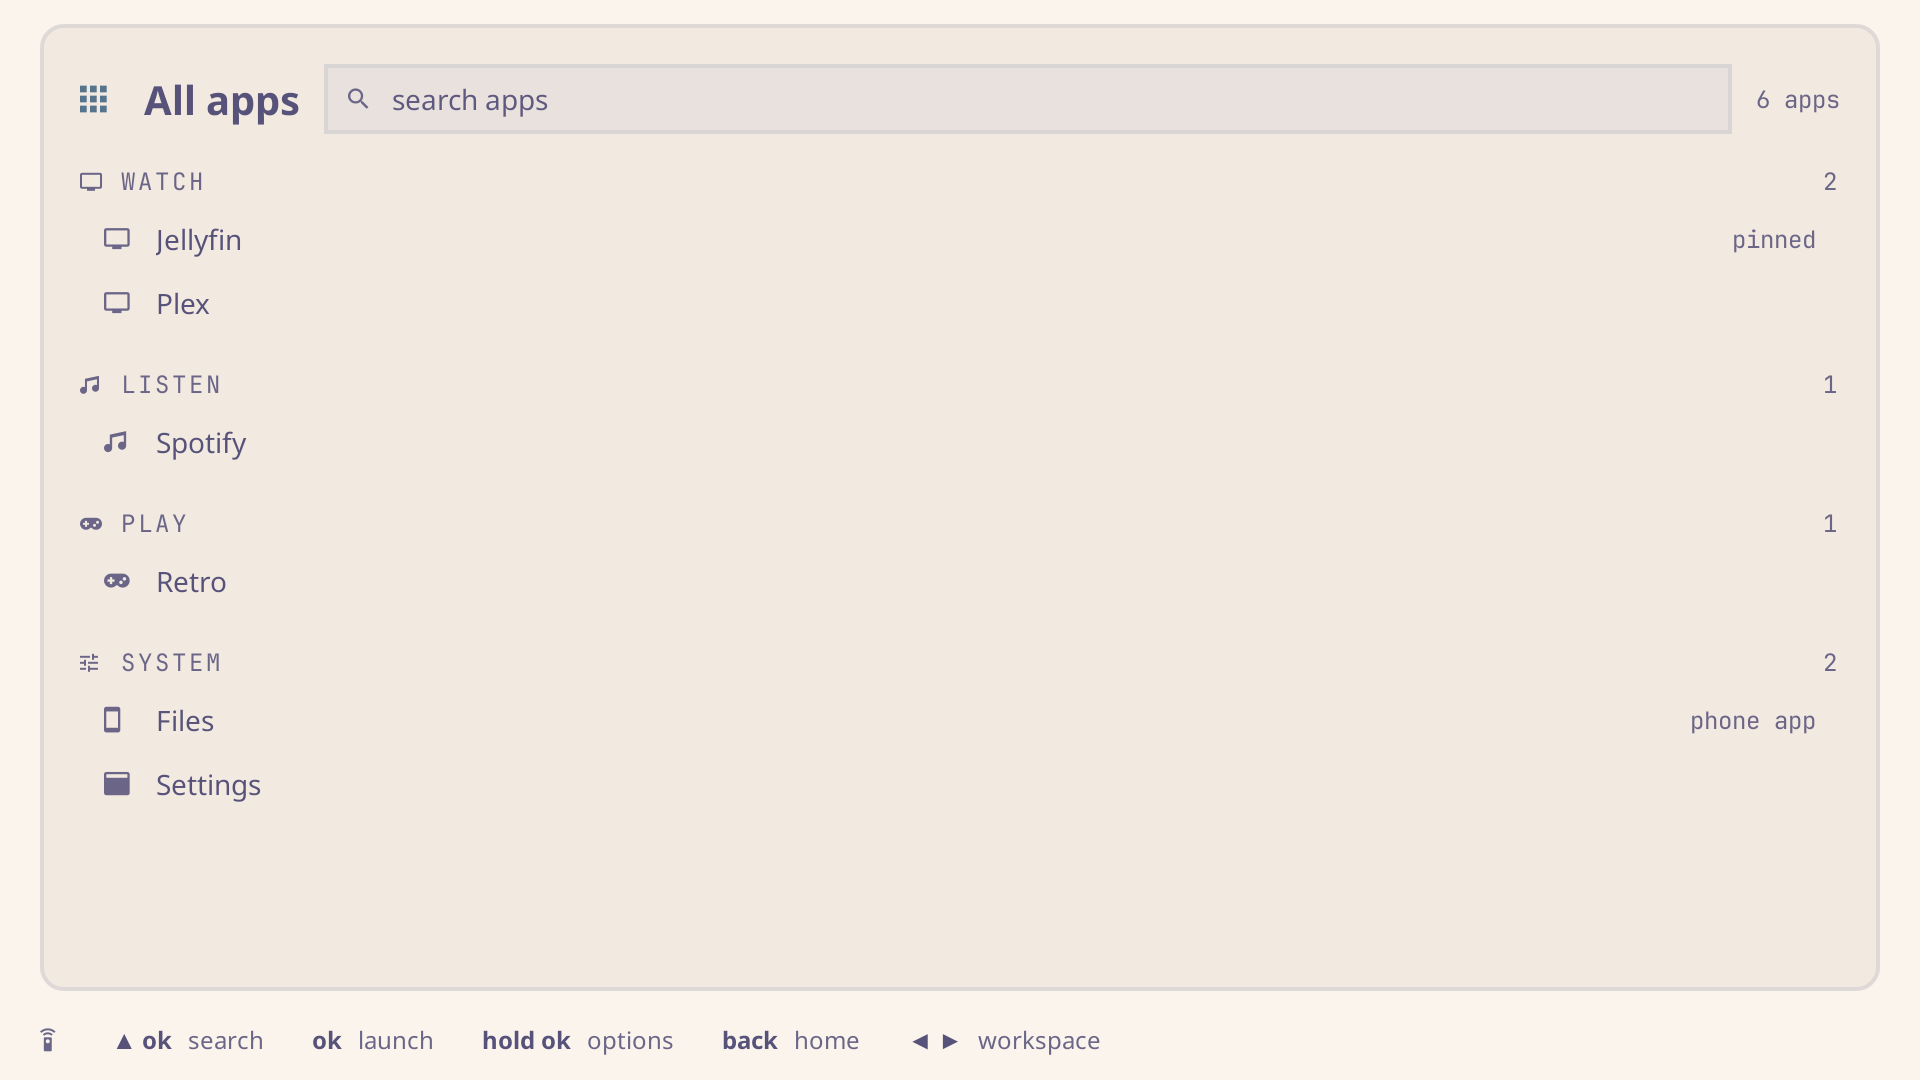 All apps
search apps
6 apps
WATCH 2
Jellyfin pinned
Plex
LISTEN 1
Spotify
PLAY 1
Retro
SYSTEM 2
Files phone app
Settings
▲ ok search ok launch hold ok options back home ◀ ▶ workspace